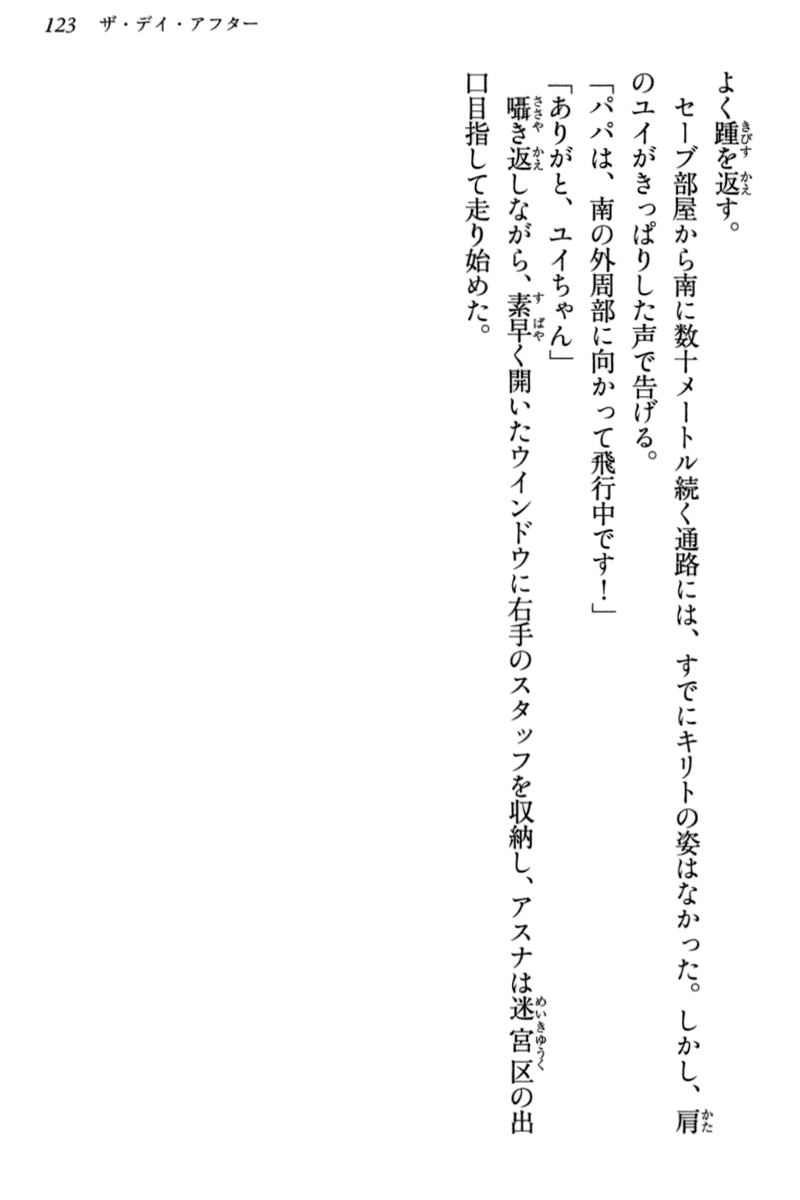 123 ザ・デイ・アフター
よく踵を返す。
セーブ部屋から南に数十メートル続く通路には、すでにキリトの姿はなかった。しかし、肩
のユイがきっぱりした声で告げる。
「パパは、南の外周部に向かって飛行中です!」
「ありがと、ユイちゃん」
囁き返しながら、素早く開いたウインドウに右手のスタッフを収納し、アスナは迷宮区の出
口目指して走り始めた。